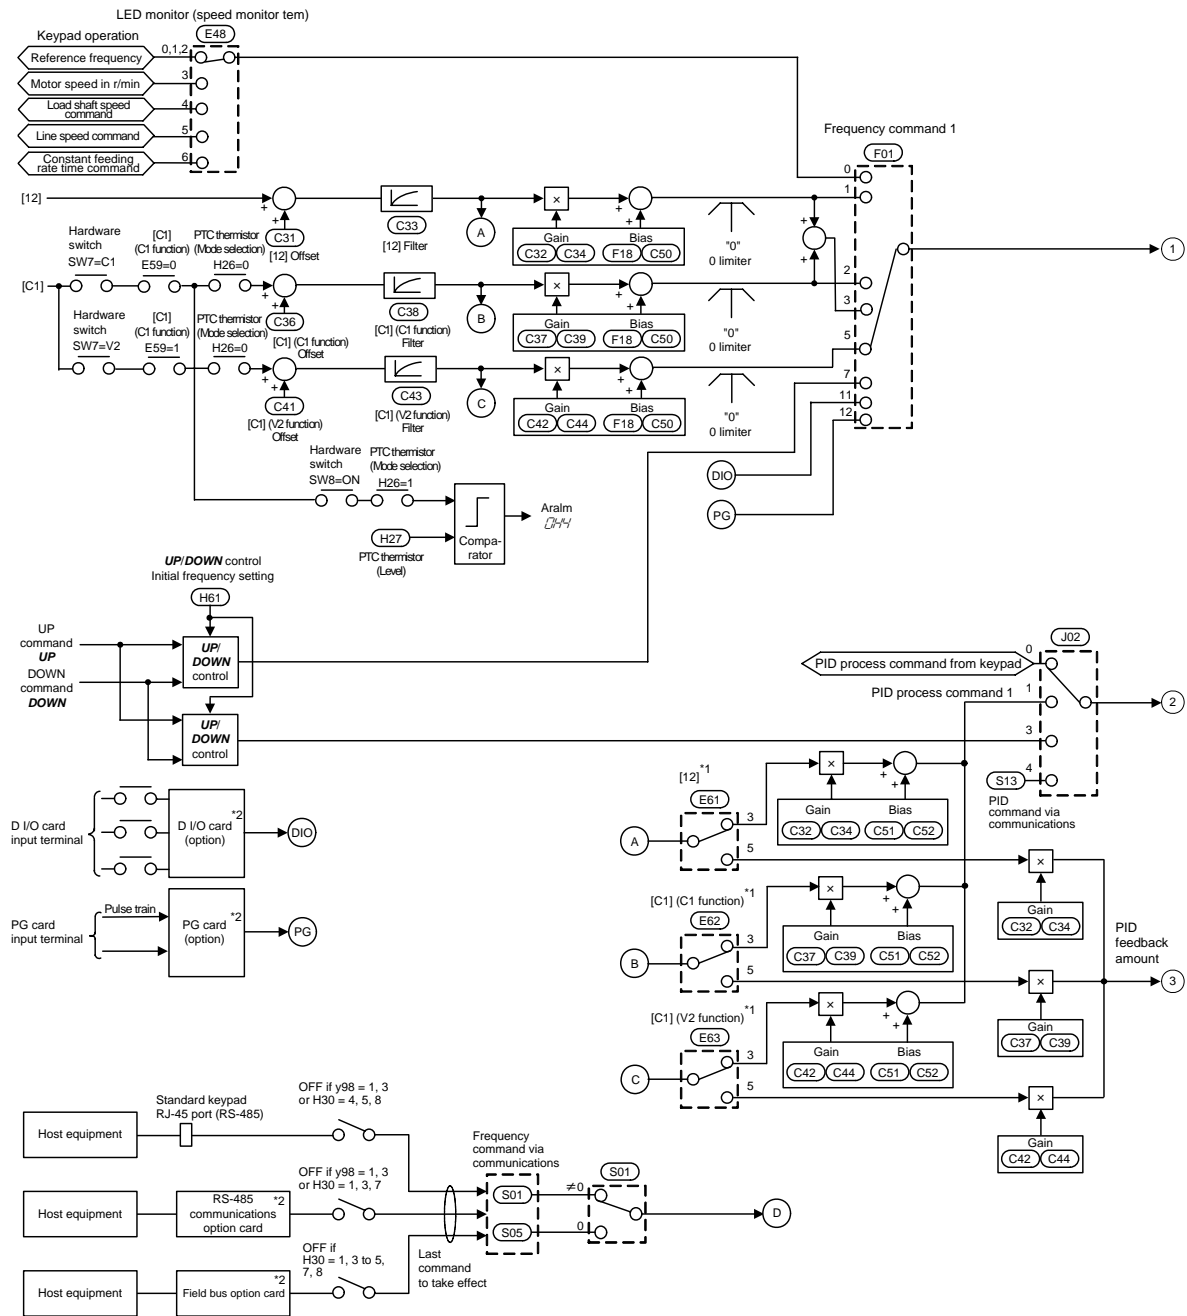 LED monitor (speed monitor tem)
Keypad operation
E48
Reference frequency
0,1,2
Motor speed in r/min
3
Load shaft speed
command
4
Line speed command
5
Constant feeding
rate time command
6
Frequency command 1
F01
0
1
2
3
5
7
11
12
1
[12]
+
+
C31
[12] Offset
C33
[12] Filter
A
×
+
+
Gain
C32 C34
Bias
F18 C50
"0"
0 limiter
+
+
Hardware
switch
SW7=C1
[C1]
(C1 function)
E59=0
PTC thermistor
(Mode selection)
H26=0
[C1]
+
+
C36
[C1] (C1 function)
Offset
C38
[C1] (C1 function)
Filter
B
×
+
+
Gain
C37 C39
Bias
F18 C50
"0"
0 limiter
Hardware
switch
SW7=V2
[C1]
(C1 function)
E59=1
PTC thermistor
(Mode selection)
H26=0
+
+
C41
[C1] (V2 function)
Offset
C43
[C1] (V2 function)
Filter
C
×
+
+
Gain
C42 C44
Bias
F18 C50
"0"
0 limiter
DIO
PG
Hardware
switch
SW8=ON
PTC thermistor
(Mode selection)
H26=1
H27
PTC thermistor
(Level)
Compa-
rator
Aralm
0H4
UP/DOWN control
Initial frequency setting
H61
UP
command
UP
DOWN
command
DOWN
UP/
DOWN
control
UP/
DOWN
control
J02
PID process command from keypad
0
PID process command 1
1
3
4
S13
PID
command via
communications
2
D I/O card
input terminal
D I/O card
(option)
*2
DIO
PG card
input terminal
Pulse train
PG card
(option)
*2
PG
[12]*1
E61
A
3
5
×
+
+
Gain
C32 C34
Bias
C51 C52
×
Gain
C32 C34
[C1] (C1 function)*1
E62
B
3
5
×
+
+
Gain
C37 C39
Bias
C51 C52
×
Gain
C37 C39
PID
feedback
amount
3
[C1] (V2 function)*1
E63
C
3
5
×
+
+
Gain
C42 C44
Bias
C51 C52
×
Gain
C42 C44
Host equipment
Standard keypad
RJ-45 port (RS-485)
OFF if y98 = 1, 3
or H30 = 4, 5, 8
Host equipment
RS-485
communications
option card
*2
OFF if y98 = 1, 3
or H30 = 1, 3, 7
Host equipment
Field bus option card
*2
OFF if
H30 = 1, 3 to 5,
7, 8
Last
command
to take effect
Frequency
command via
communications
S01
S05
S01
≠0
0
D